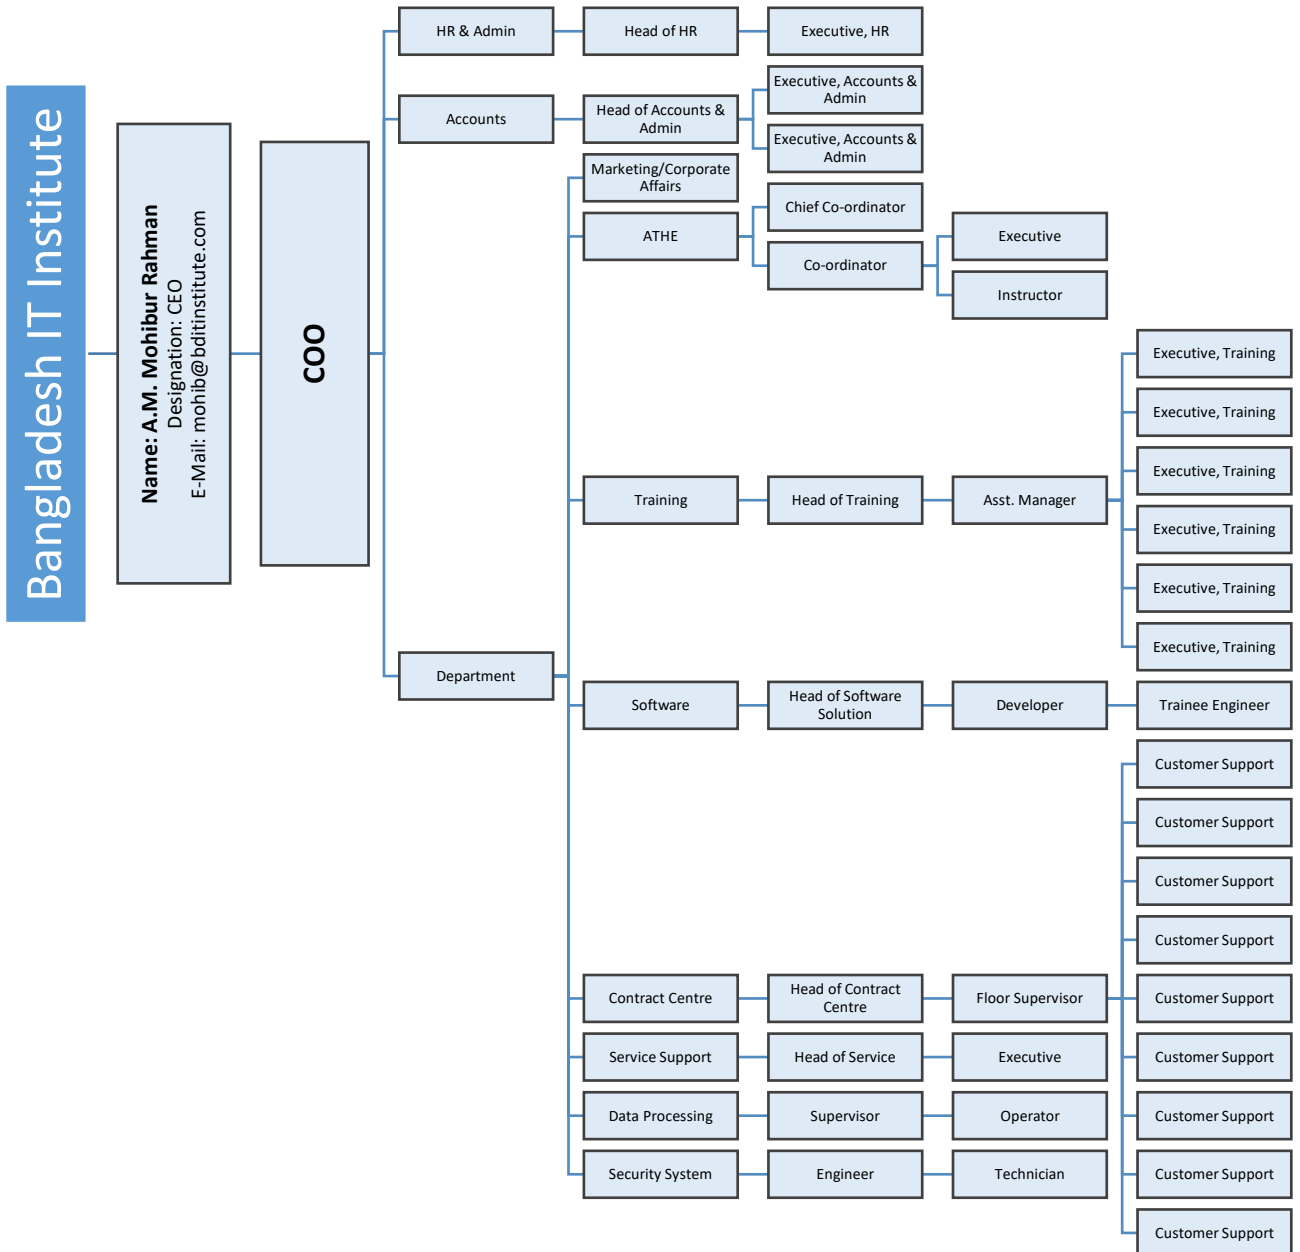 Bangladesh IT Institute
Name: A.M. Mohibur Rahman
Designation: CEO
E-Mail: mohib@bditinstitute.com
COO
HR & Admin
Head of HR
Executive, HR
Accounts
Head of Accounts &
Admin
Executive, Accounts &
Admin
Executive, Accounts &
Admin
Department
Marketing/Corporate
Affairs
ATHE
Chief Co-ordinator
Co-ordinator
Executive
Instructor
Training
Head of Training
Asst. Manager
Executive, Training
Executive, Training
Executive, Training
Executive, Training
Executive, Training
Executive, Training
Software
Head of Software
Solution
Developer
Trainee Engineer
Contract Centre
Head of Contract
Centre
Floor Supervisor
Customer Support
Customer Support
Customer Support
Customer Support
Customer Support
Customer Support
Customer Support
Customer Support
Customer Support
Service Support
Head of Service
Executive
Data Processing
Supervisor
Operator
Security System
Engineer
Technician